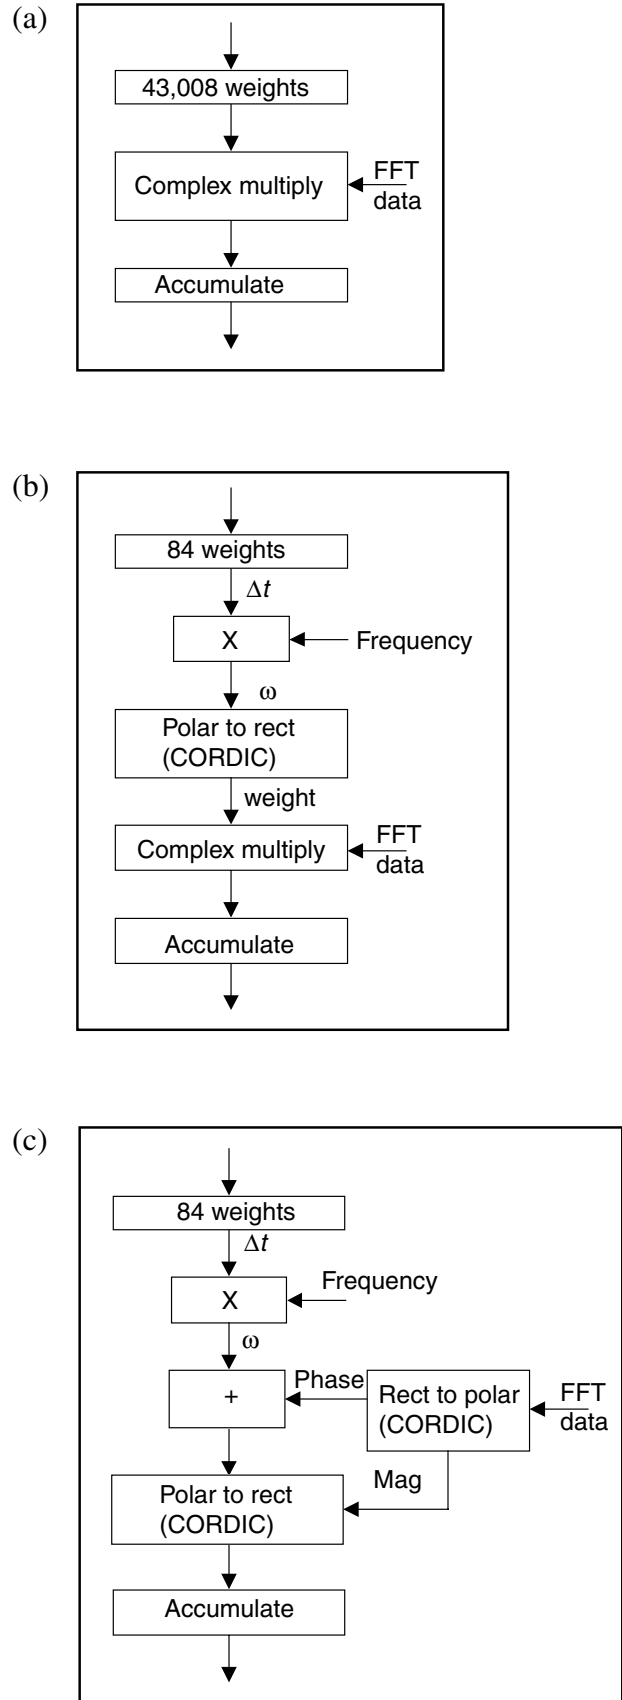 (a)
43,008 weights
Complex multiply
FFT
data
Accumulate
(b)
84 weights
Δt
X
Frequency
ω
Polar to rect
(CORDIC)
weight
Complex multiply
FFT
data
Accumulate
(c)
84 weights
Δt
X
Frequency
ω
+
Phase
Rect to polar
(CORDIC)
FFT
data
Mag
Polar to rect
(CORDIC)
Accumulate